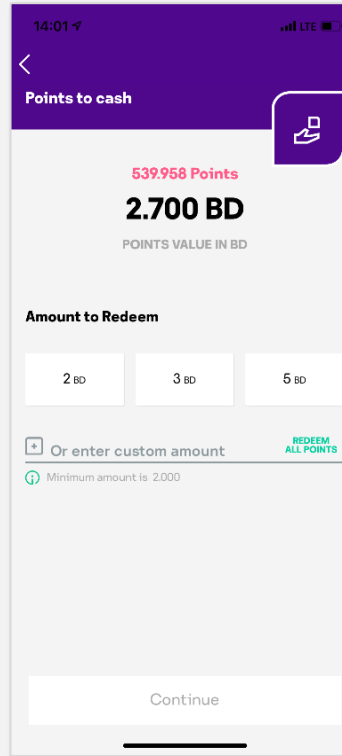 14:01 LTE
Points to cash
539.958 Points
2.700 BD
POINTS VALUE IN BD
Amount to Redeem
2 BD 3 BD 5 BD
Or enter custom amount REDEEM
ALL POINTS
Minimum amount is 2.000
Continue